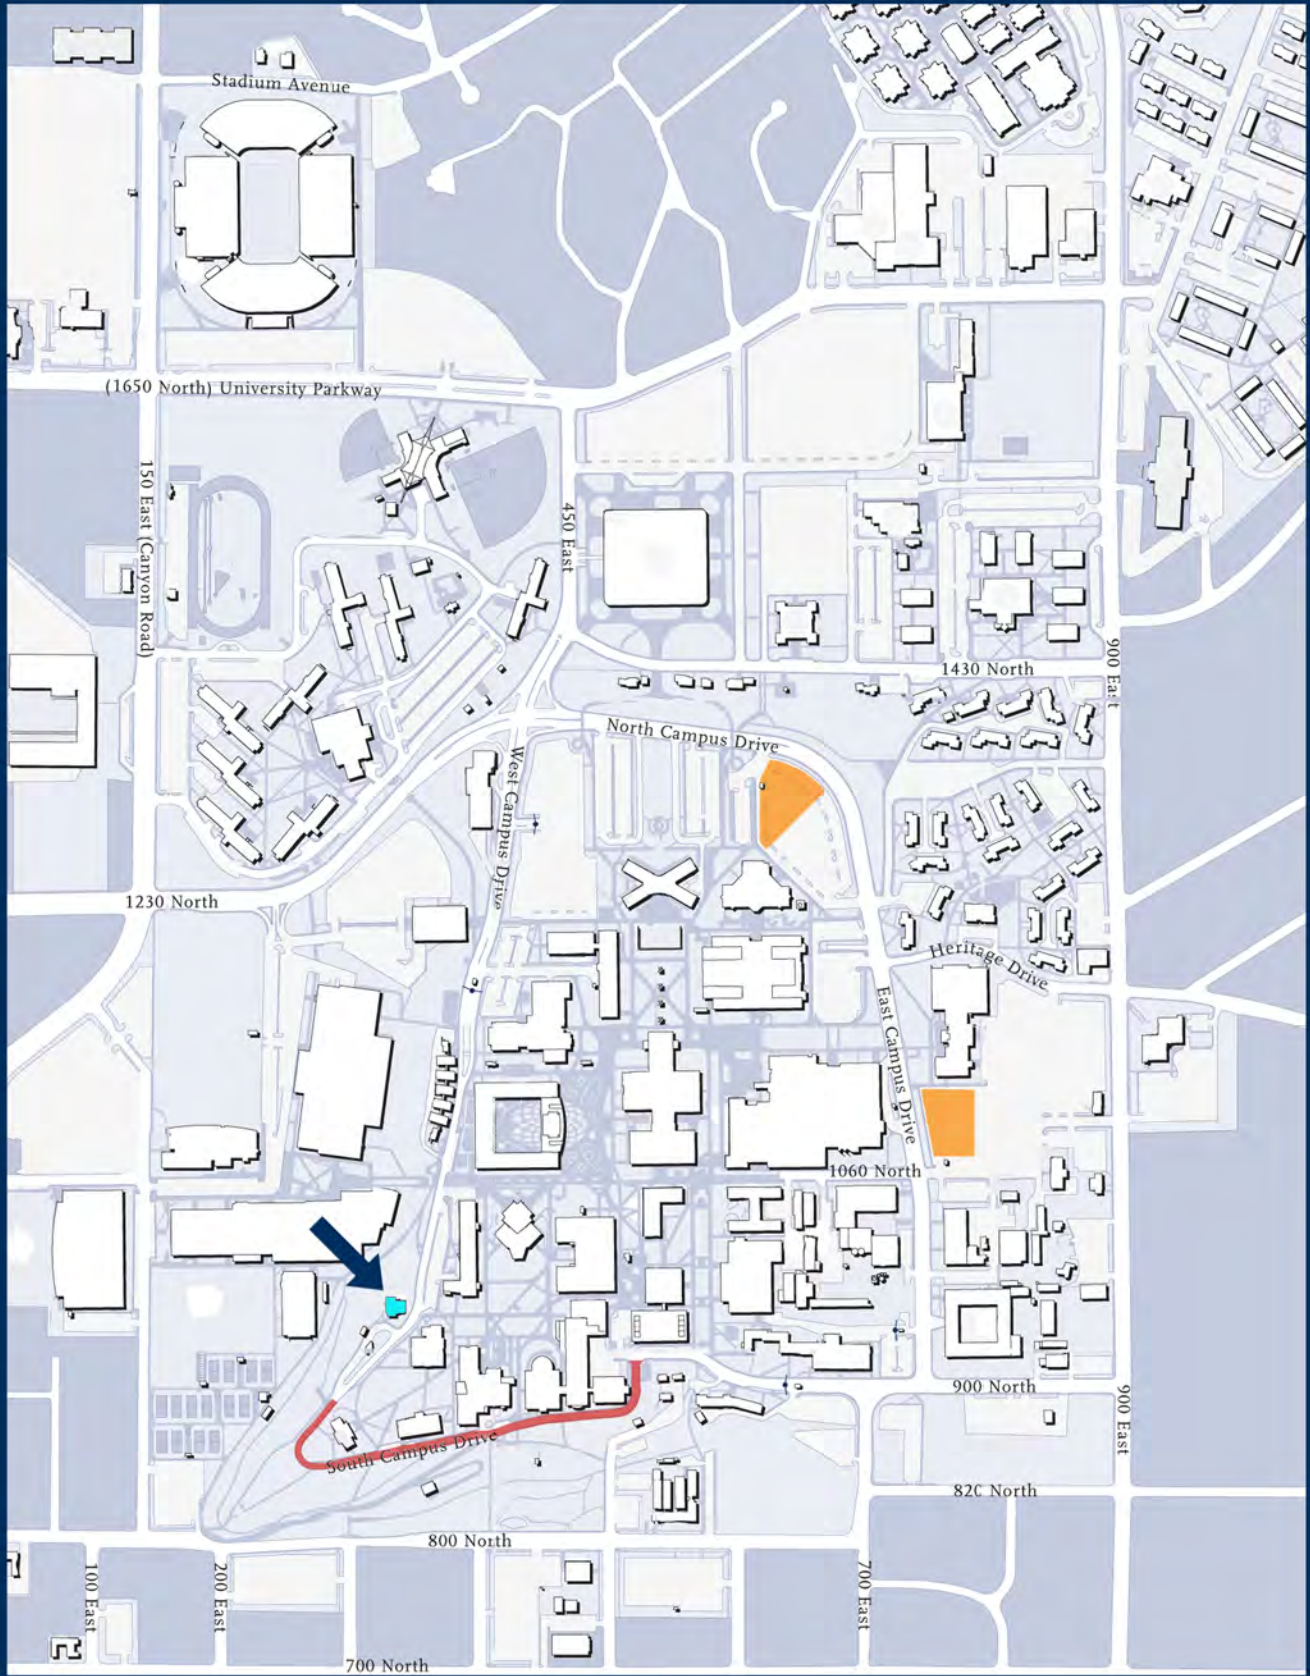 Stadium Avenue
(1650 North) University Parkway
150 East (Canyon Road)
450 East
900 East
1430 North
North Campus Drive
West Campus Drive
1230 North
Heritage Drive
East Campus Drive
1060 North
900 North
900 East
South Campus Drive
82C North
800 North
100 East
200 East
700 East
700 North